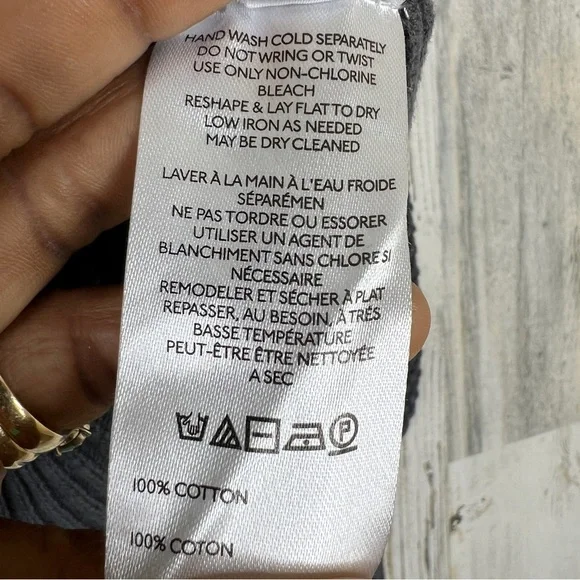 HAND WASH COLD SEPARATELY
DO NOT WRING OR TWIST
USE ONLY NON-CHLORINE
BLEACH
RESHAPE & LAY FLAT TO DRY
LOW IRON AS NEEDED
MAY BE DRY CLEANED
LAVER À LA MAIN À L'EAU FROIDE
SÉPARÉMEN
NE PAS TORDRE OU ESSORER
UTILISER UN AGENT DE
BLANCHIMENT SANS CHLORE SI
NÉCESSAIRE
REMODELER ET SÉCHER À PLAT
REPASSER, AU BESOIN, À TRÉS
BASSE TEMPÉRATURE
PEUT-ÊTRE ÊTRE NETTOYÉE
A SEC
P
100% COTTON
100% COTON